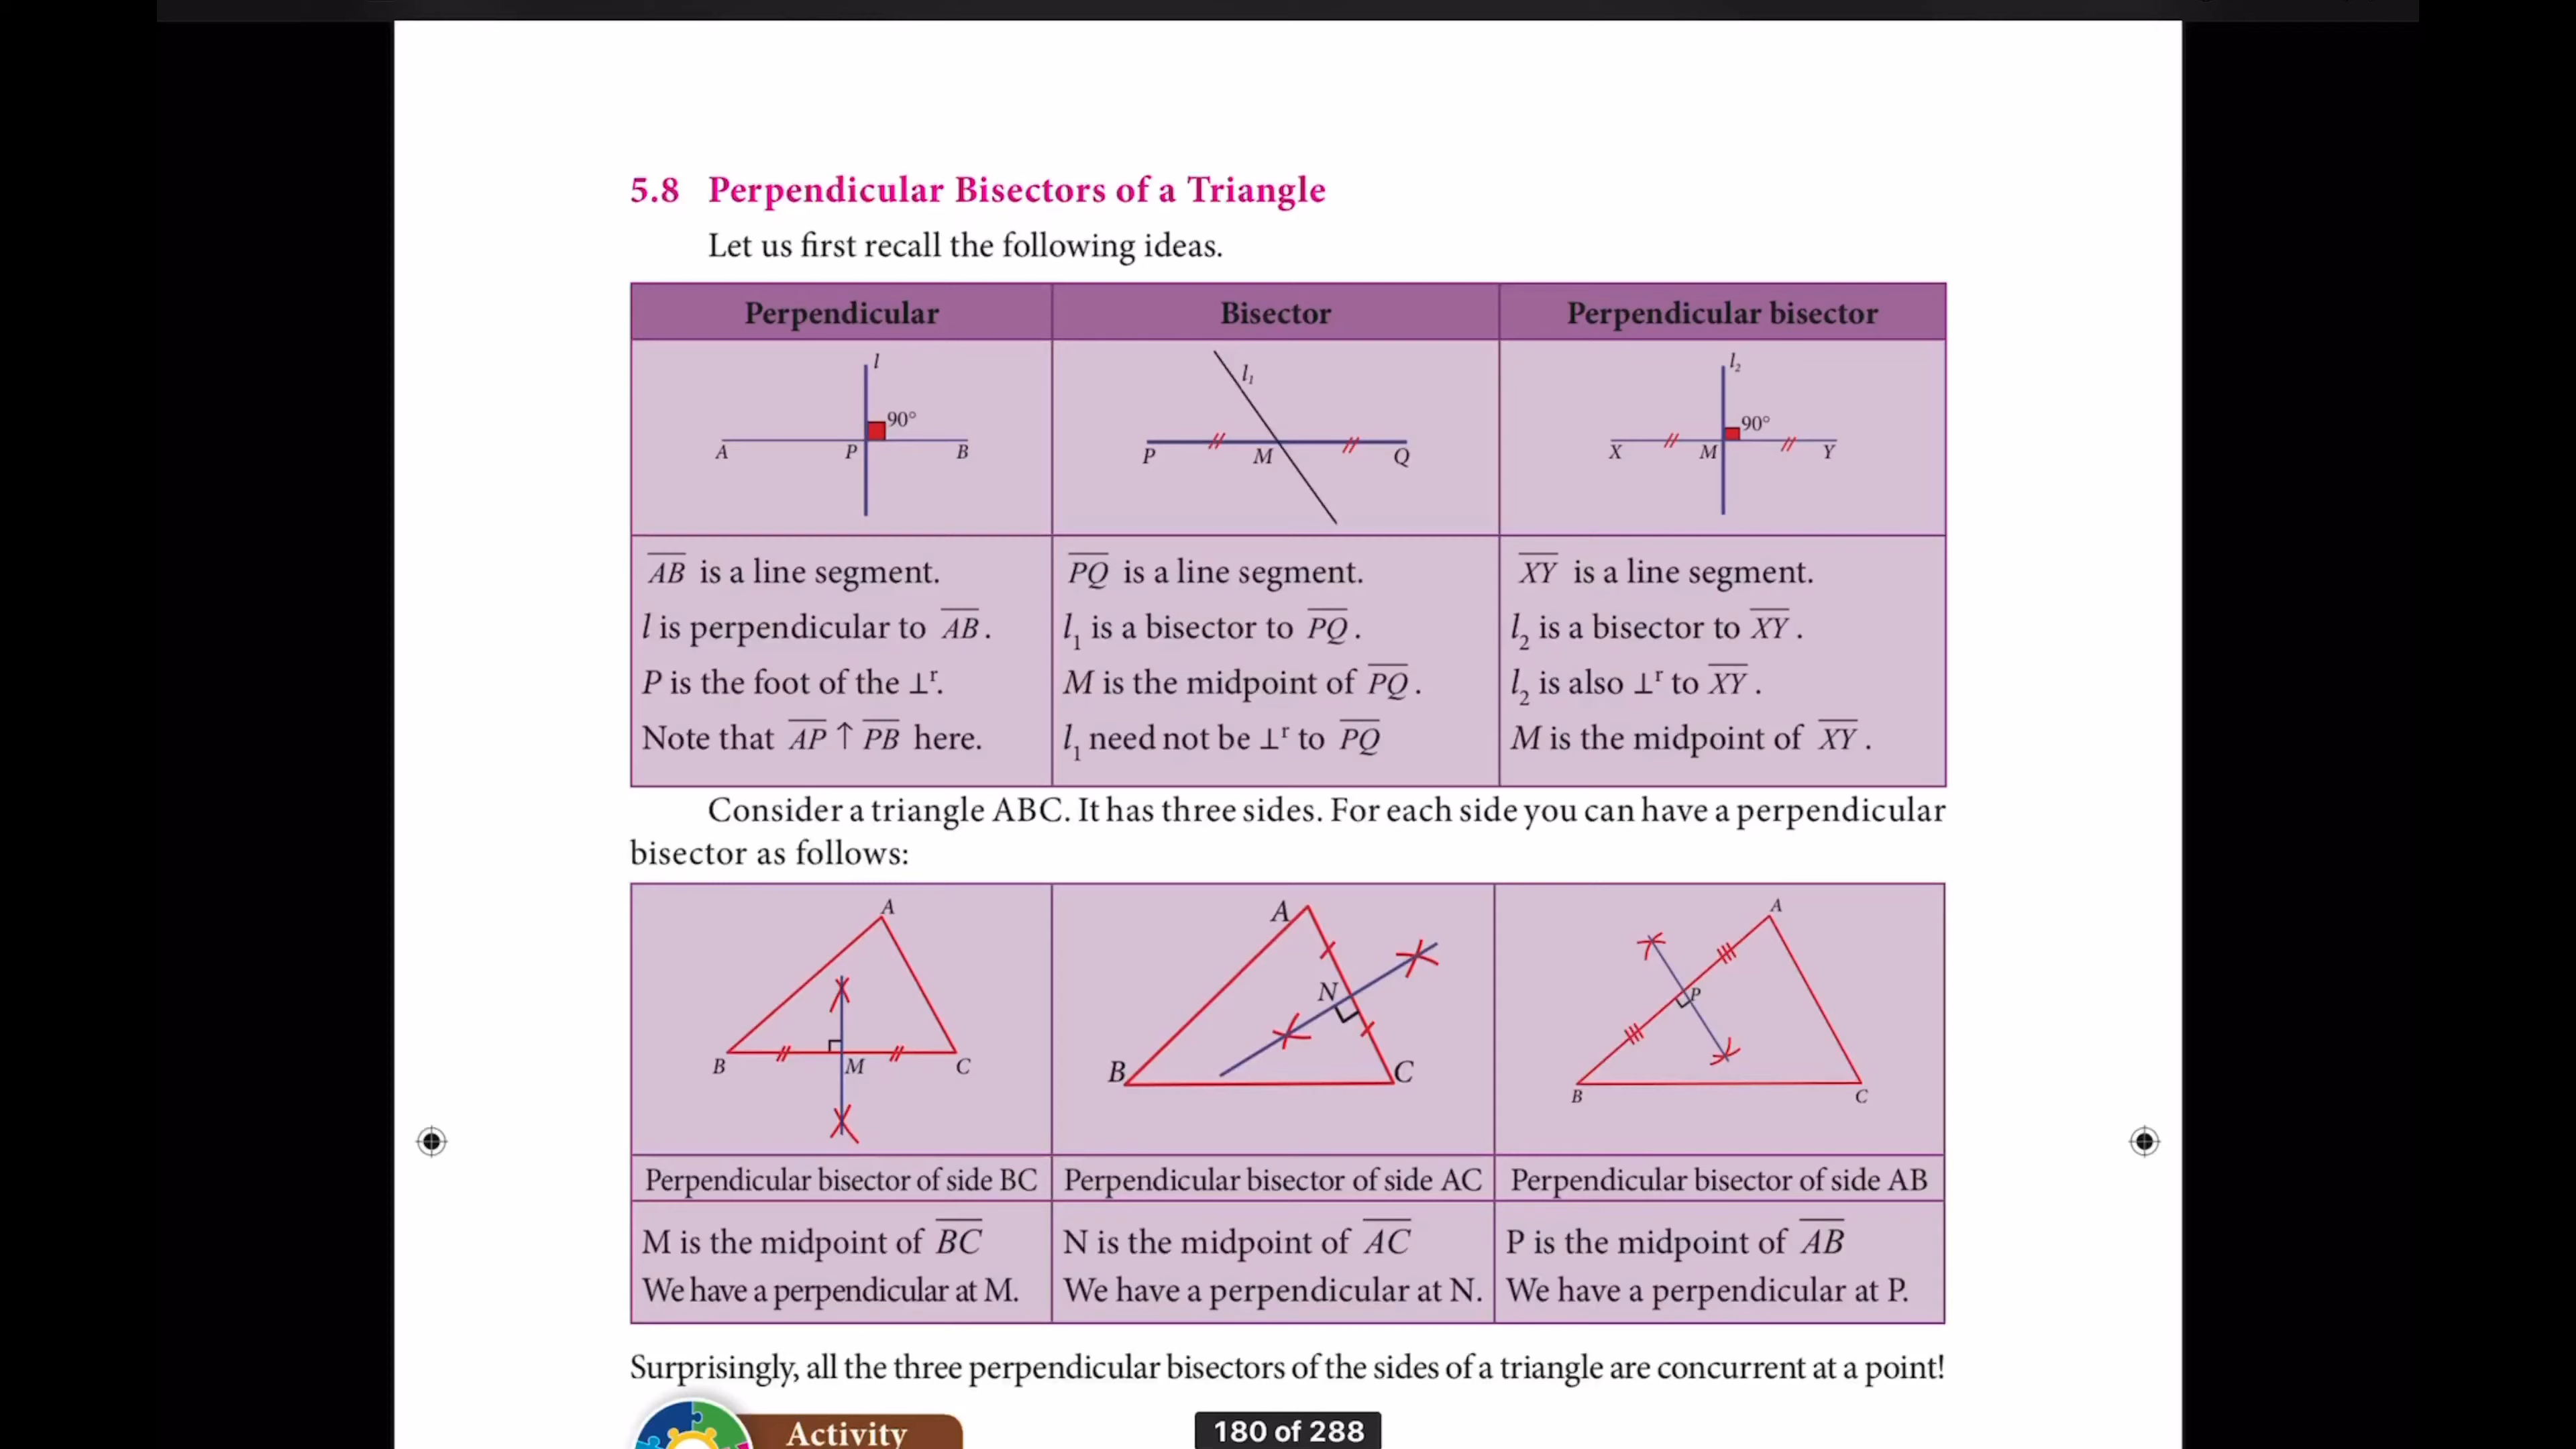 5.8 Perpendicular Bisectors of a Triangle
Let us first recall the following ideas.
Perpendicular
Bisector
Perpendicular bisector
l
90°
A P B
l₁
P M Q
l₂
90°
X M Y
AB is a line segment.
l is perpendicular to AB.
P is the foot of the ⊥ʳ.
Note that AP ↑ PB here.
PQ is a line segment.
l₁ is a bisector to PQ.
M is the midpoint of PQ.
l₁ need not be ⊥ʳ to PQ
XY is a line segment.
l₂ is a bisector to XY.
l₂ is also ⊥ʳ to XY.
M is the midpoint of XY.
Consider a triangle ABC. It has three sides. For each side you can have a perpendicular
bisector as follows:
A
B M C
A
N
B C
A
P
B C
Perpendicular bisector of side BC
Perpendicular bisector of side AC
Perpendicular bisector of side AB
M is the midpoint of BC
We have a perpendicular at M.
N is the midpoint of AC
We have a perpendicular at N.
P is the midpoint of AB
We have a perpendicular at P.
Surprisingly, all the three perpendicular bisectors of the sides of a triangle are concurrent at a point!
Activity
180 of 288